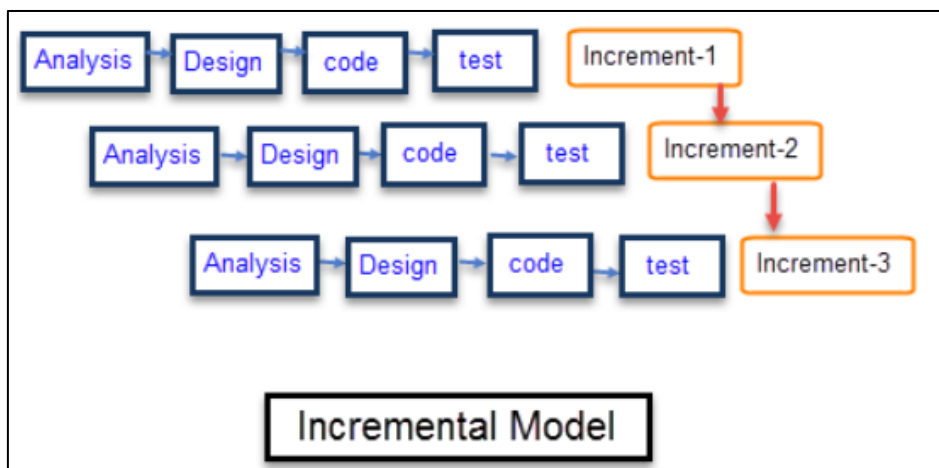 Analysis Design code test Increment-1
Analysis Design code test Increment-2
Analysis Design code test Increment-3
Incremental Model